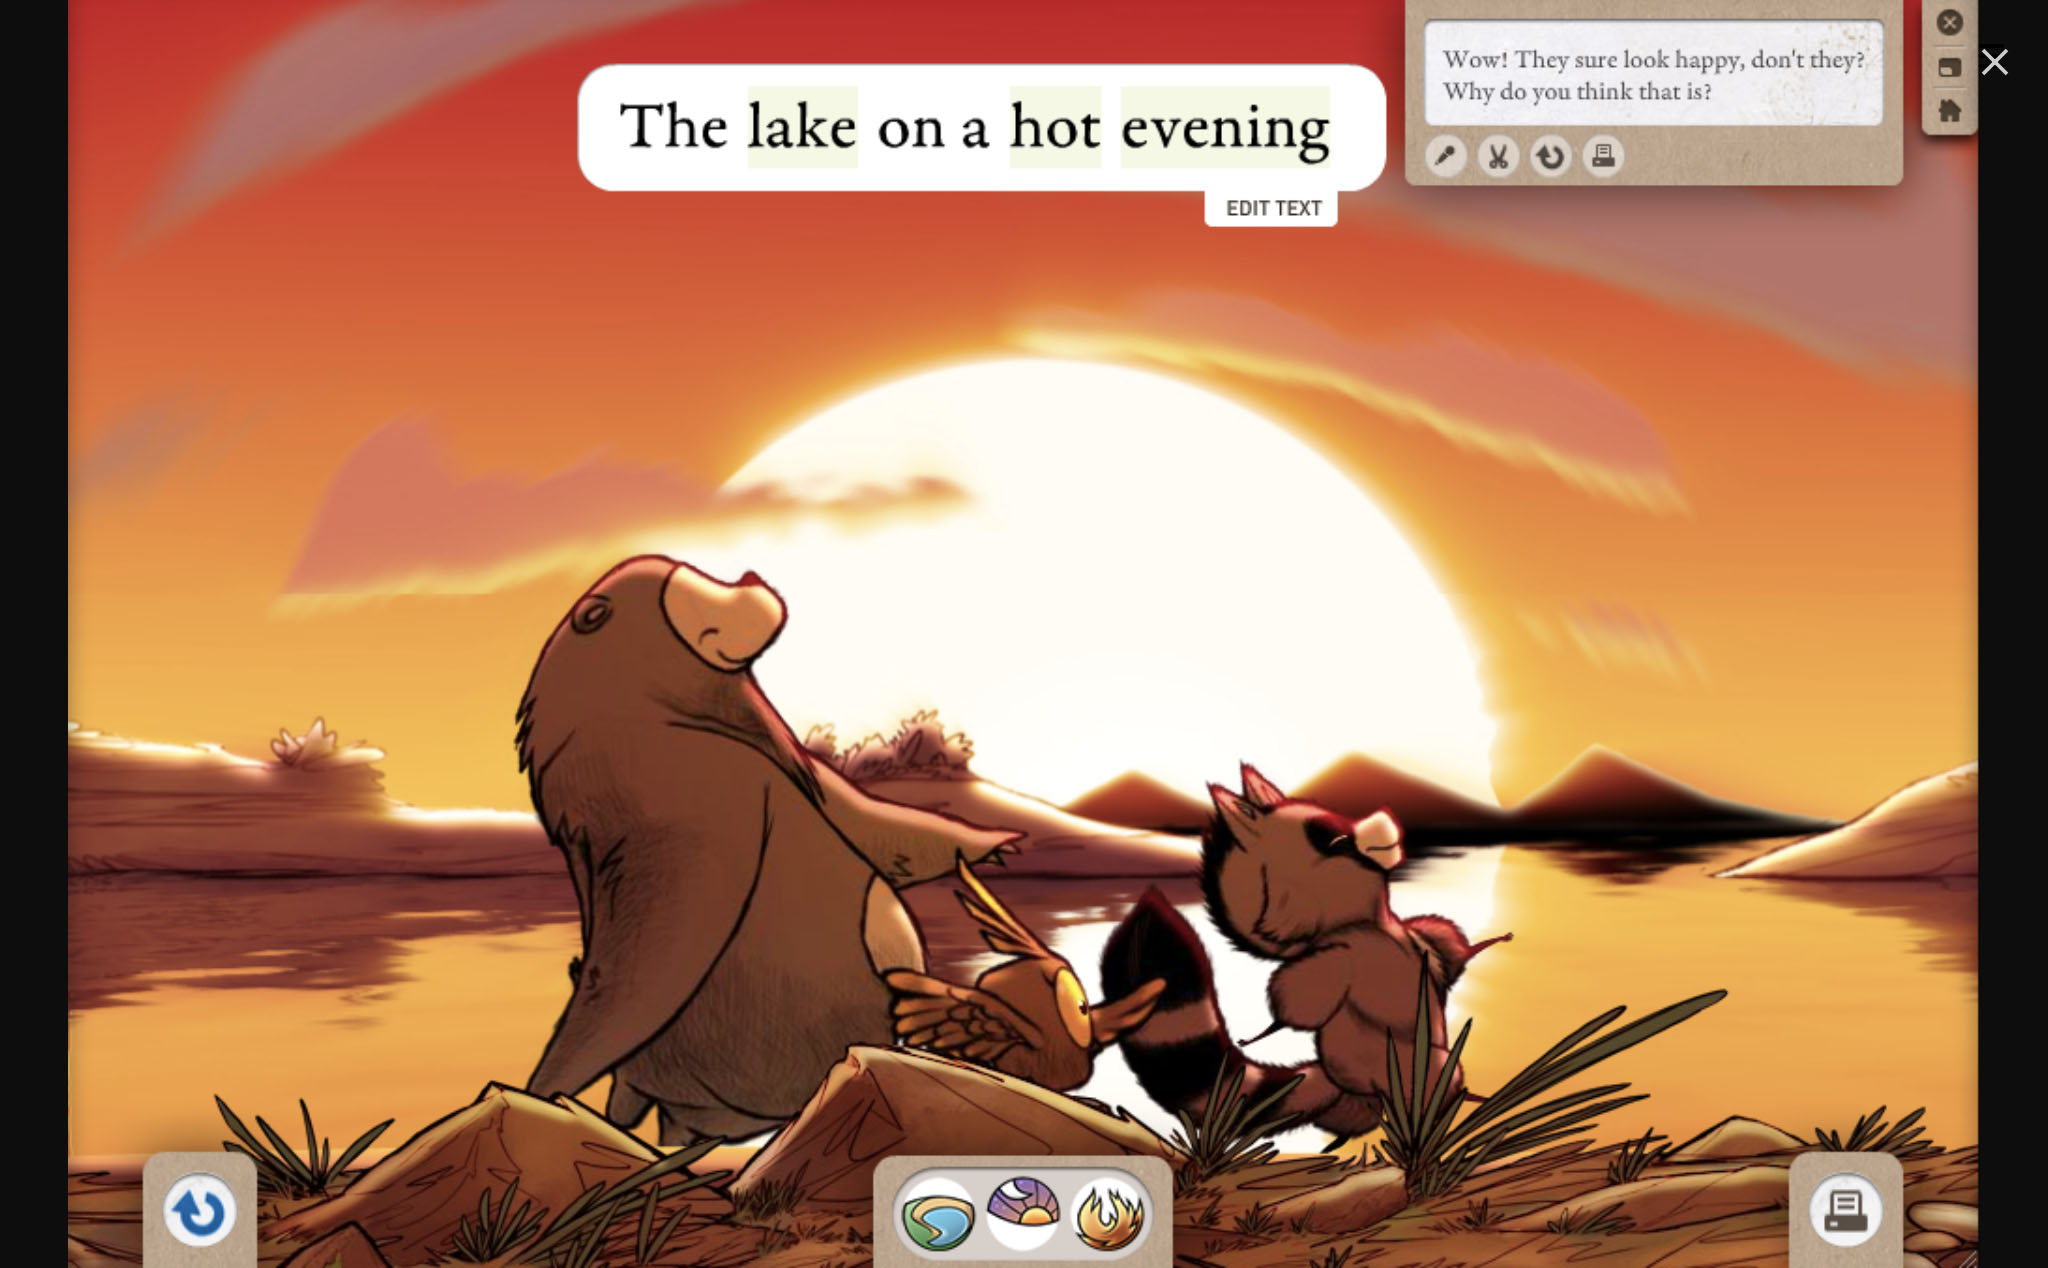 The lake on a hot evening
EDIT TEXT
Wow! They sure look happy, don't they?
Why do you think that is?